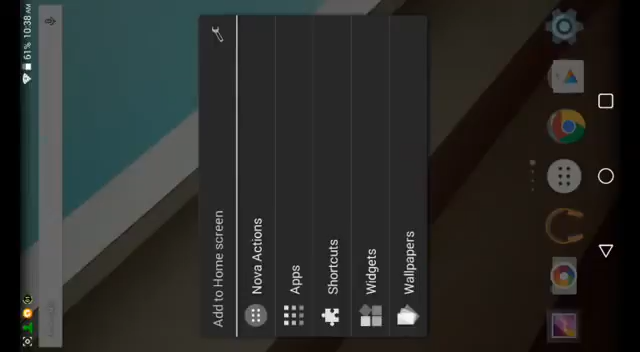 61% 10:38 AM
Add to Home screen
Nova Actions
Apps
Shortcuts
Widgets
Wallpapers